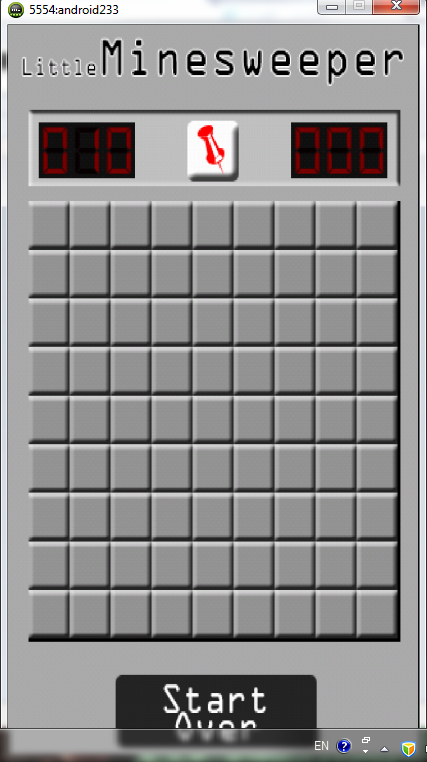 5554:android233
Little Minesweeper
010 000
Start
Over
EN